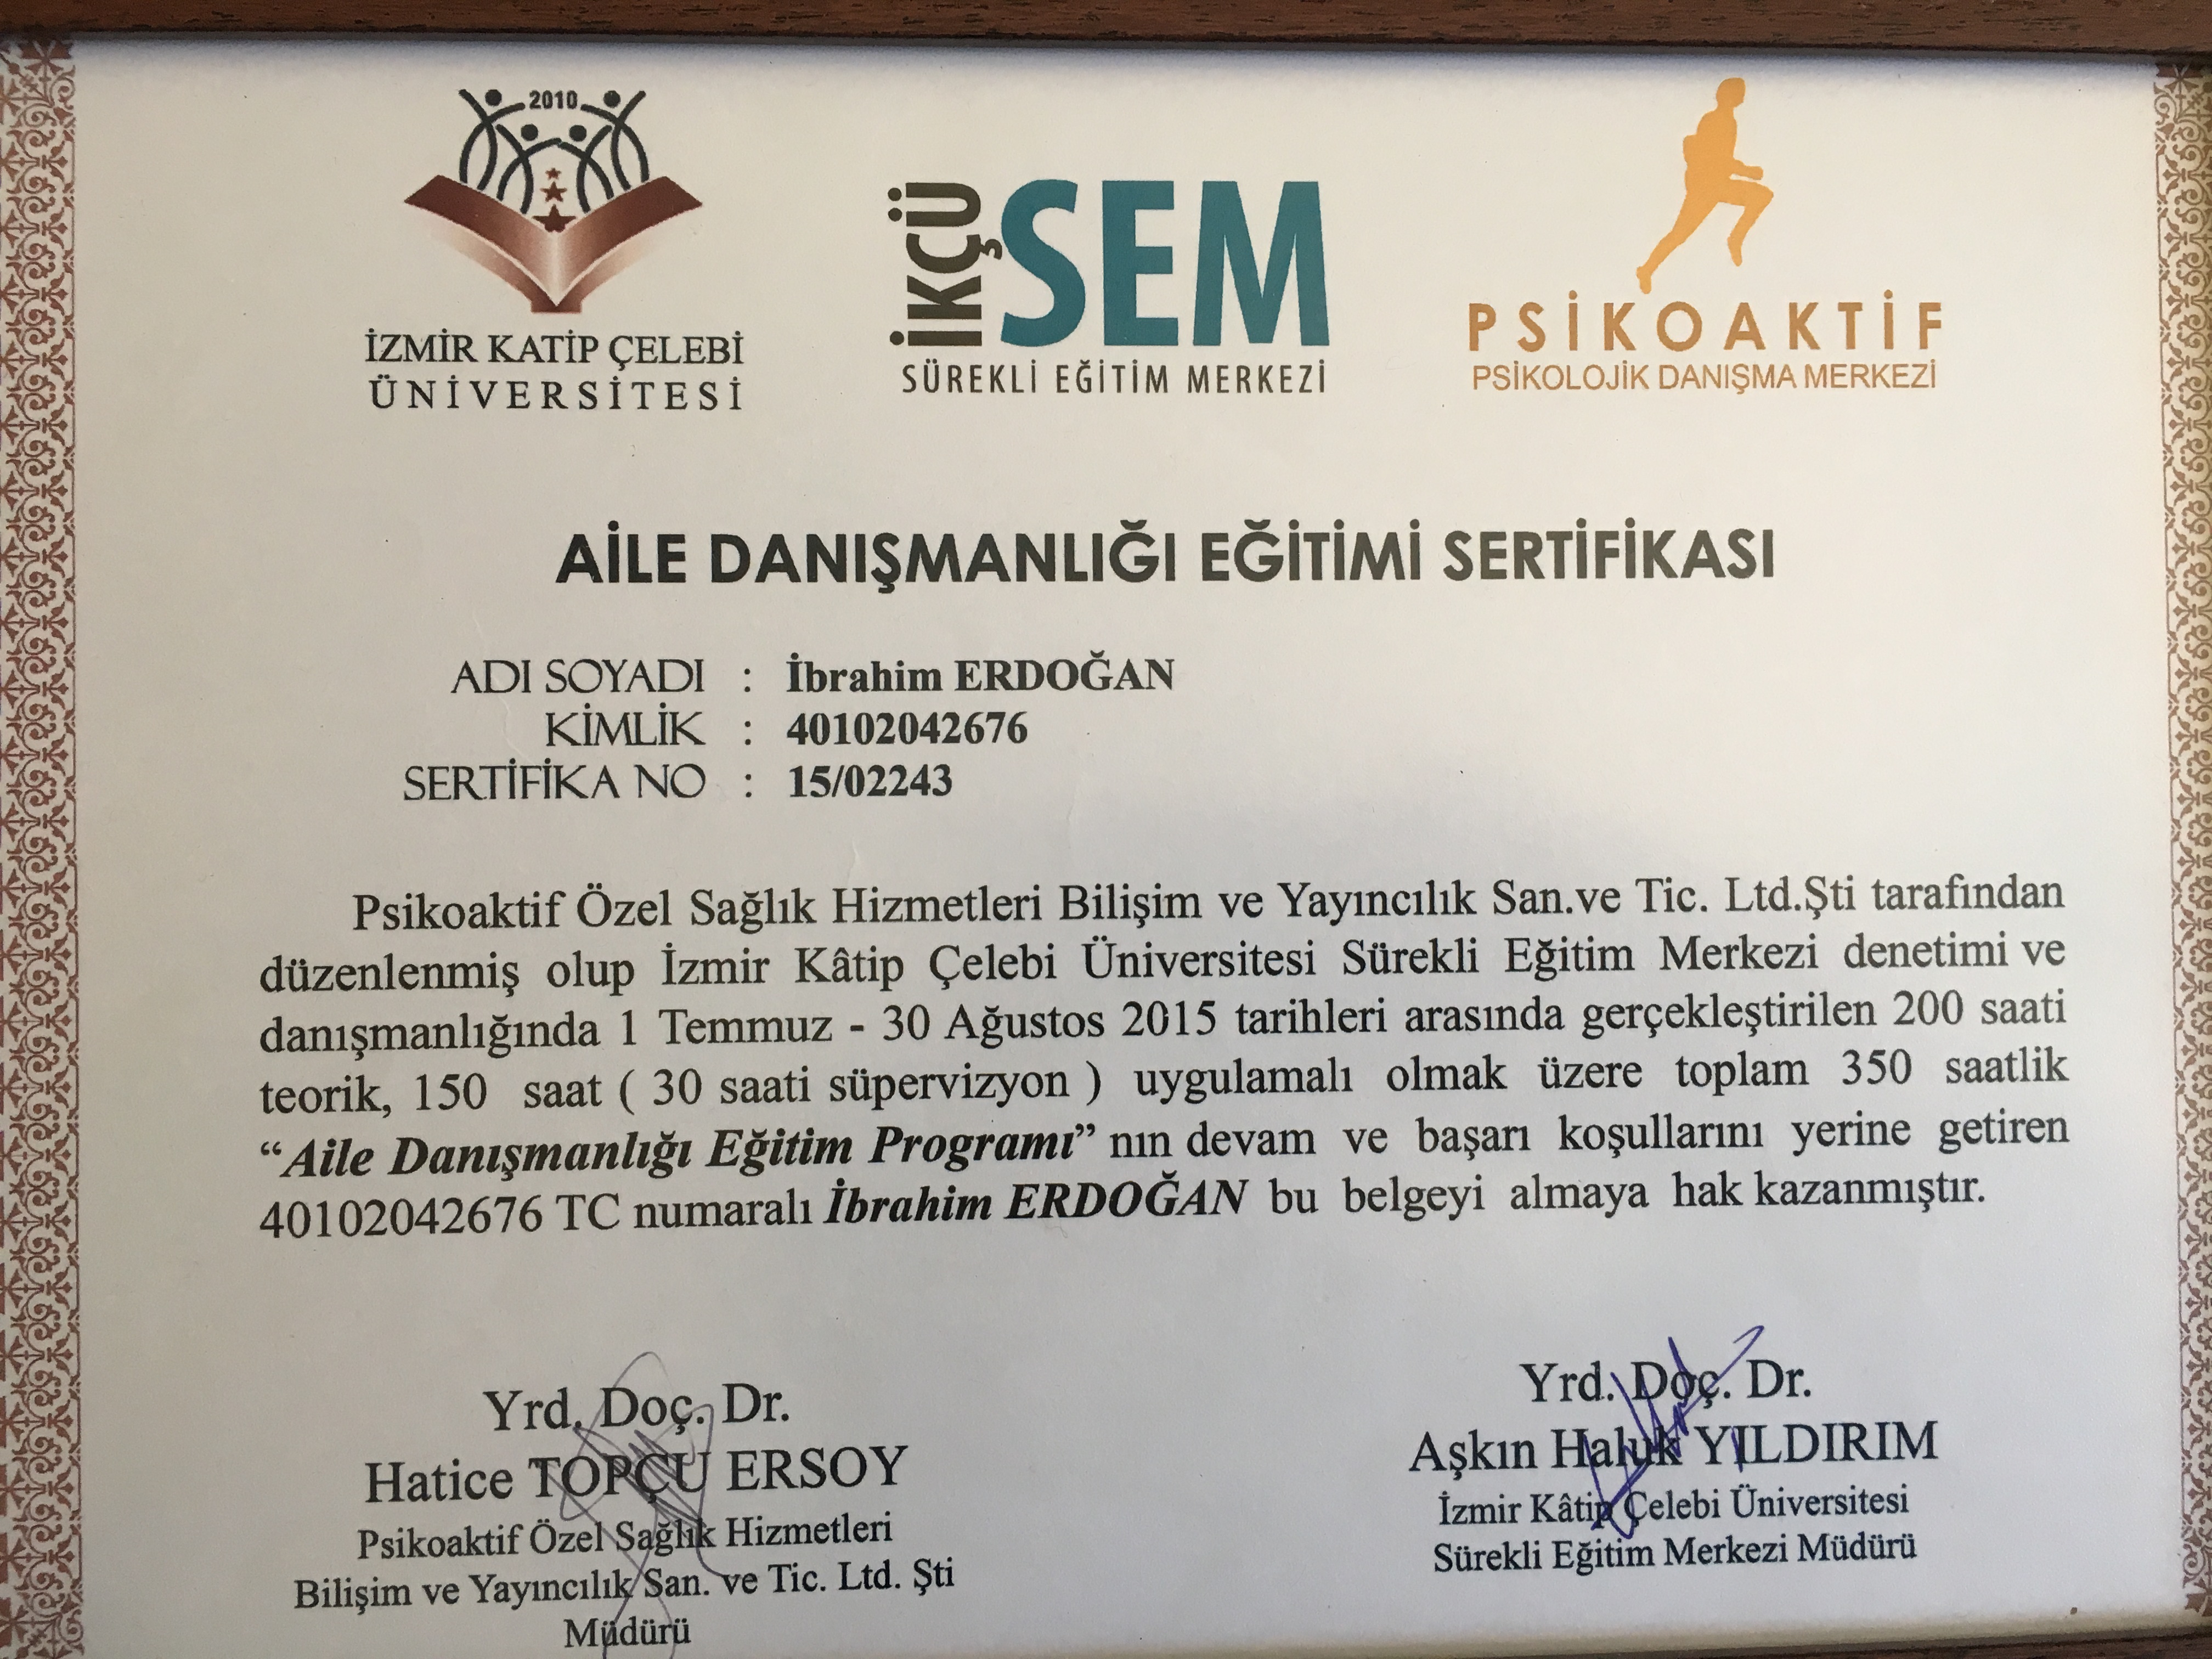 2010
İZMİR KATİP ÇELEBİ
ÜNİVERSİTESİ
İKÇÜ
SEM
SÜREKLİ EĞİTİM MERKEZİ
PSİKOAKTİF
PSİKOLOJİK DANIŞMA MERKEZİ
AİLE DANIŞMANLIĞI EĞİTİMİ SERTİFİKASI
ADI SOYADI : İbrahim ERDOĞAN
KİMLİK : 40102042676
SERTİFİKA NO : 15/02243
Psikoaktif Özel Sağlık Hizmetleri Bilişim ve Yayıncılık San.ve Tic. Ltd.Şti tarafından
düzenlenmiş olup İzmir Kâtip Çelebi Üniversitesi Sürekli Eğitim Merkezi denetimi ve
danışmanlığında 1 Temmuz - 30 Ağustos 2015 tarihleri arasında gerçekleştirilen 200 saati
teorik, 150 saat ( 30 saati süpervizyon ) uygulamalı olmak üzere toplam 350 saatlik
“Aile Danışmanlığı Eğitim Programı” nın devam ve başarı koşullarını yerine getiren
40102042676 TC numaralı İbrahim ERDOĞAN bu belgeyi almaya hak kazanmıştır.
Yrd. Doç. Dr.
Hatice TOPÇU ERSOY
Psikoaktif Özel Sağlık Hizmetleri
Bilişim ve Yayıncılık San. ve Tic. Ltd. Şti
Müdürü
Yrd. Doç. Dr.
Aşkın Haluk YILDIRIM
İzmir Kâtip Çelebi Üniversitesi
Sürekli Eğitim Merkezi Müdürü